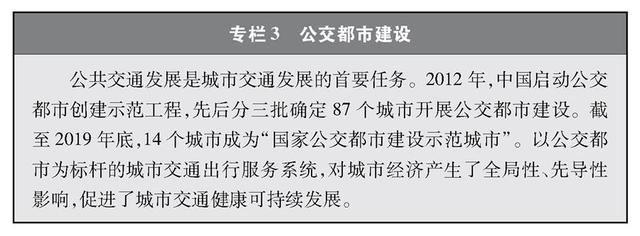 专栏3 公交都市建设
公共交通发展是城市交通发展的首要任务。2012年,中国启动公交
都市创建示范工程,先后分三批确定87个城市开展公交都市建设。截
至2019年底,14个城市成为“国家公交都市建设示范城市”。以公交都
市为标杆的城市交通出行服务系统,对城市经济产生了全局性、先导性
影响,促进了城市交通健康可持续发展。